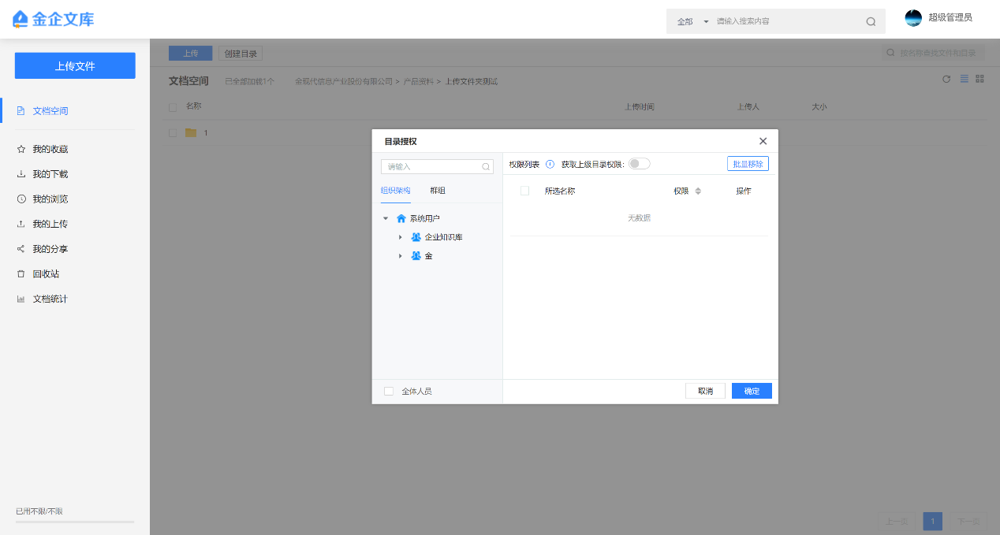 金企文库
全部
请输入搜索内容
超级管理员
上传文件
文档空间
我的收藏
我的下载
我的浏览
我的上传
我的分享
回收站
文档统计
已用不限/不限
上传
创建目录
按名称查找文件和目录
文档空间
已全部加载1个
金现代信息产业股份有限公司 > 产品资料 > 上传文件夹测试
名称
上传时间
上传人
大小
1
目录授权
请输入
组织架构
群组
系统用户
企业知识库
金
全体人员
权限列表
获取上级目录权限:
批量移除
所选名称
权限
操作
无数据
取消
确定
上一页
1
下一页